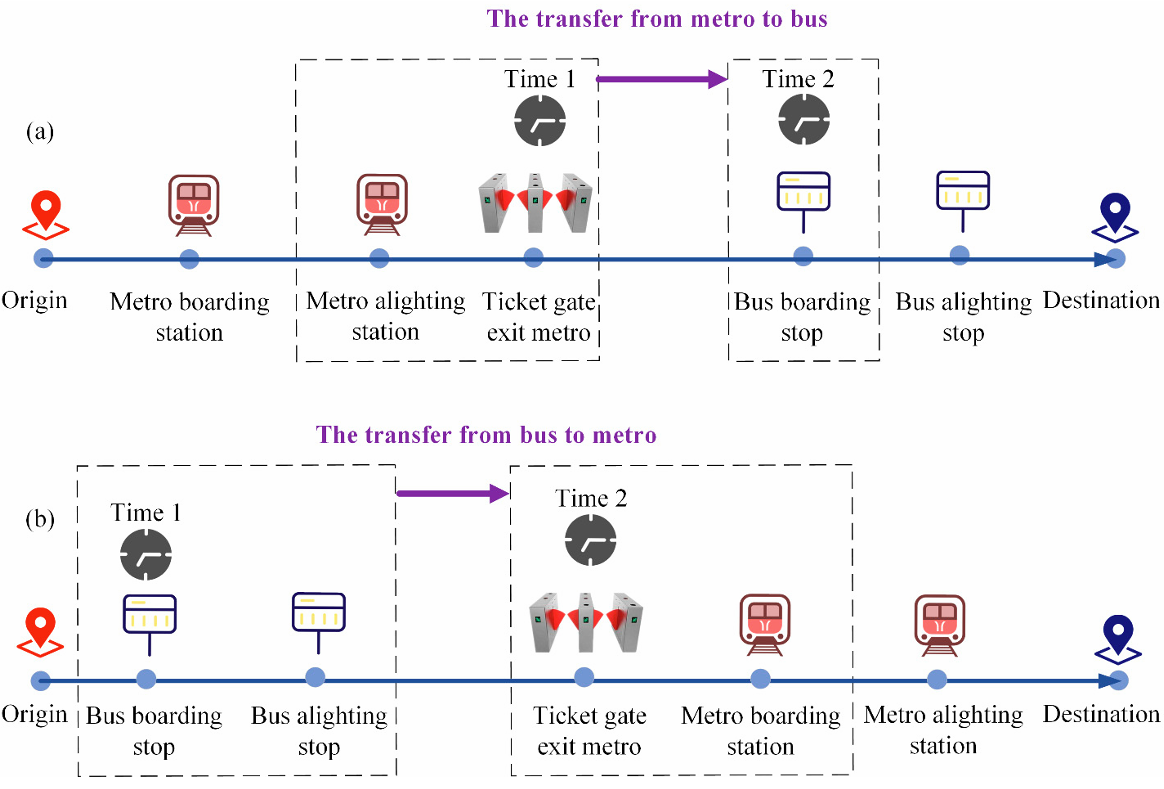 The transfer from metro to bus
Time 1
Time 2
(a)
Origin
Metro boarding
station
Metro alighting
station
Ticket gate
exit metro
Bus boarding
stop
Bus alighting
stop
Destination
The transfer from bus to metro
Time 1
Time 2
(b)
Origin
Bus boarding
stop
Bus alighting
stop
Ticket gate
exit metro
Metro boarding
station
Metro alighting
station
Destination